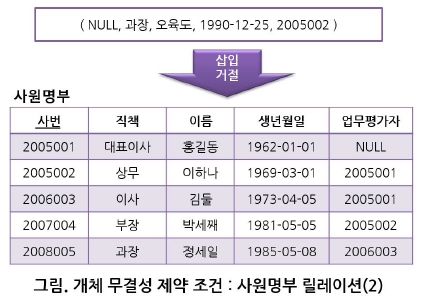 ( NULL, 과장, 오육도, 1990-12-25, 2005002 )
삽입
거절
사원명부
사번 직책 이름 생년월일 업무평가자
2005001 대표이사 홍길동 1962-01-01 NULL
2005002 상무 이하나 1969-03-01 2005001
2006003 이사 김둘 1973-04-05 2005001
2007004 부장 박세째 1981-05-05 2005002
2008005 과장 정세일 1985-05-08 2006003
그림. 개체 무결성 제약 조건 : 사원명부 릴레이션(2)